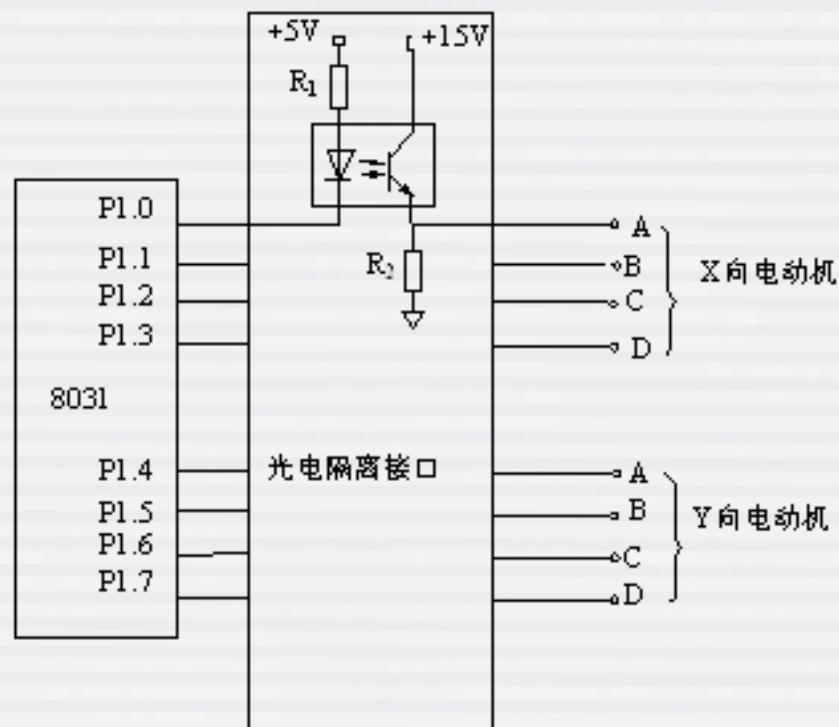 +5V
+15V
R1
P1.0
A
P1.1
R2
B
X向电动机
P1.2
C
P1.3
D
8031
P1.4
光电隔离接口
A
P1.5
B
Y向电动机
P1.6
C
P1.7
D